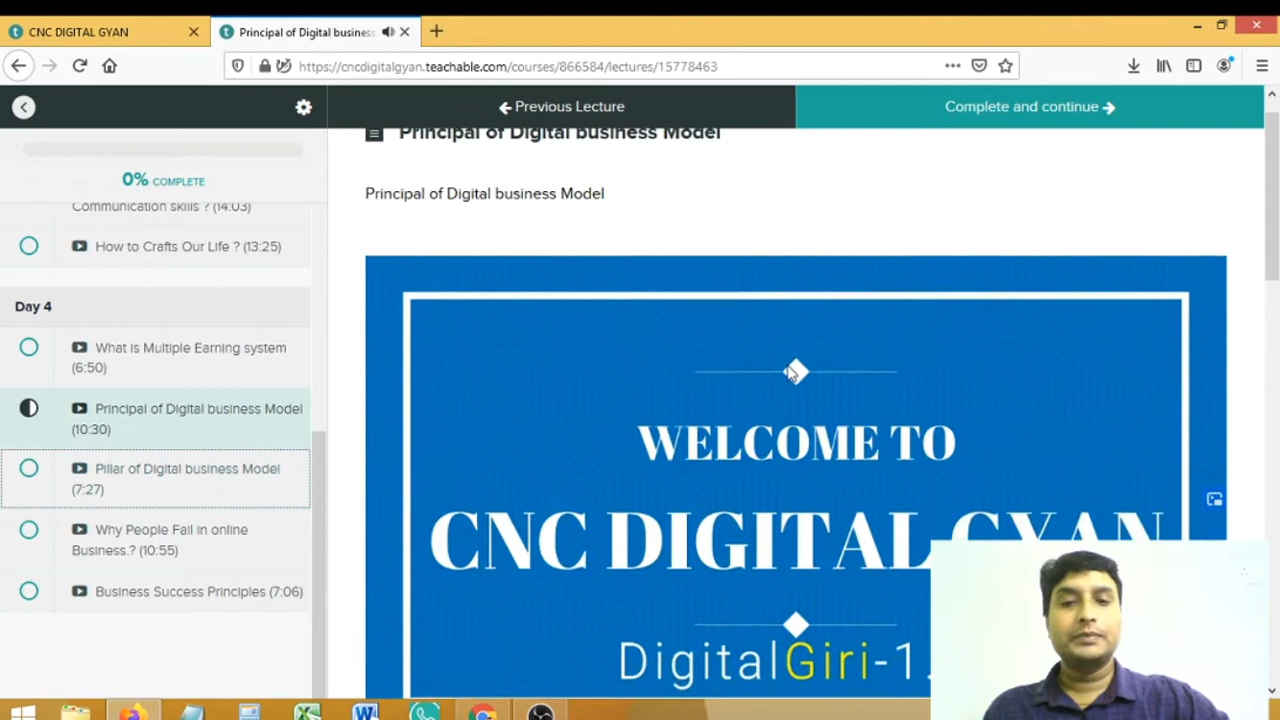 CNC DIGITAL GYAN
Principal of Digital business
https://cncdigitalgyan.teachable.com/courses/866584/lectures/15778463
Previous Lecture
Complete and continue
0% COMPLETE
Communication skills ? (14:03)
How to Crafts Our Life ? (13:25)
Day 4
What is Multiple Earning system
(6:50)
Principal of Digital business Model
(10:30)
Pillar of Digital business Model
(7:27)
Why People Fail in online
Business.? (10:55)
Business Success Principles (7:06)
Principal of Digital business Model
Principal of Digital business Model
WELCOME TO
CNC DIGITAL GYAN
DigitalGiri-1.